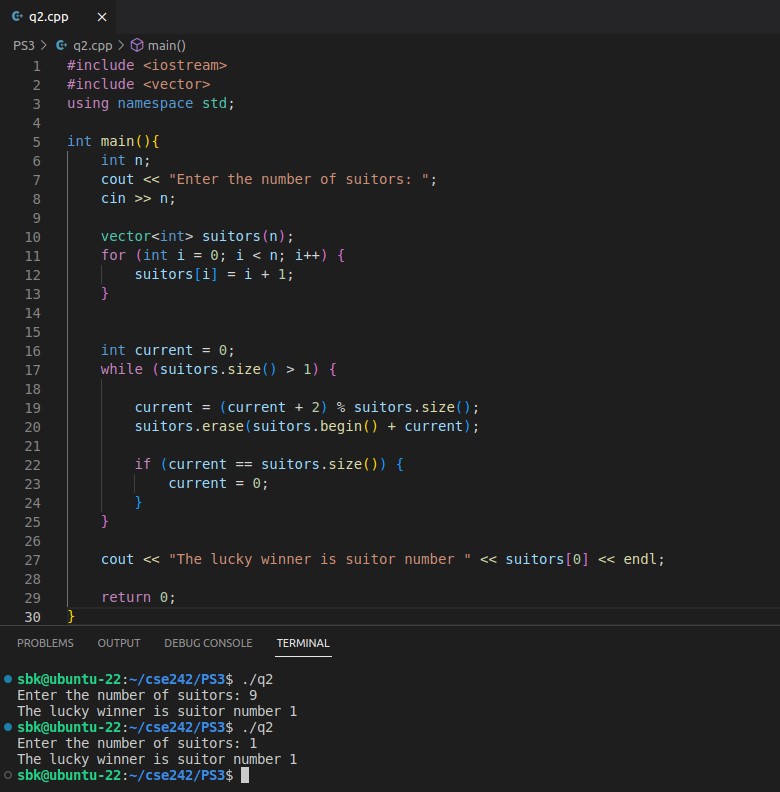 q2.cpp
PS3 > q2.cpp > main()
1 #include <iostream>
2 #include <vector>
3 using namespace std;
4
5 int main(){
6 int n;
7 cout << "Enter the number of suitors: ";
8 cin >> n;
9
10 vector<int> suitors(n);
11 for (int i = 0; i < n; i++) {
12 suitors[i] = i + 1;
13 }
14
15
16 int current = 0;
17 while (suitors.size() > 1) {
18
19 current = (current + 2) % suitors.size();
20 suitors.erase(suitors.begin() + current);
21
22 if (current == suitors.size()) {
23 current = 0;
24 }
25 }
26
27 cout << "The lucky winner is suitor number " << suitors[0] << endl;
28
29 return 0;
30 }
PROBLEMS OUTPUT DEBUG CONSOLE TERMINAL
sbk@ubuntu-22:~/cse242/PS3$ ./q2
Enter the number of suitors: 9
The lucky winner is suitor number 1
sbk@ubuntu-22:~/cse242/PS3$ ./q2
Enter the number of suitors: 1
The lucky winner is suitor number 1
sbk@ubuntu-22:~/cse242/PS3$